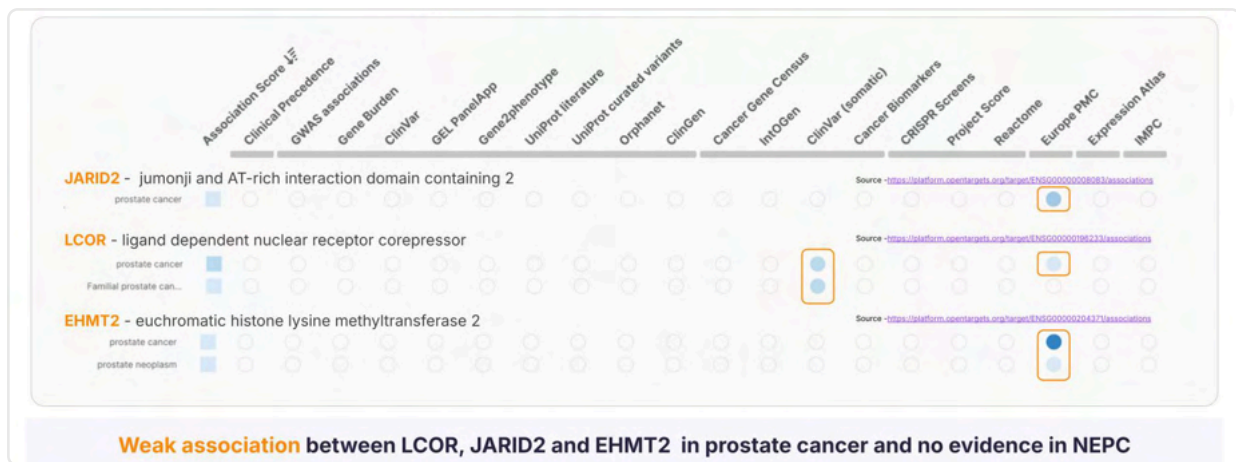 Association Score
Clinical Precedence
GWAS associations
Gene Burden
ClinVar
GEL PanelApp
Gene2phenotype
UniProt literature
UniProt curated variants
Orphanet
ClinGen
Cancer Gene Census
IntOGen
ClinVar (somatic)
Cancer Biomarkers
CRISPR Screens
Project Score
Reactome
Europe PMC
Expression Atlas
IMPC
JARID2 - jumonji and AT-rich interaction domain containing 2
Source -https://platform.opentargets.org/target/ENSG00000008083/associations
prostate cancer
LCOR - ligand dependent nuclear receptor corepressor
Source -https://platform.opentargets.org/target/ENSG00000196233/associations
prostate cancer
Familial prostate can...
EHMT2 - euchromatic histone lysine methyltransferase 2
Source -https://platform.opentargets.org/target/ENSG00000204371/associations
prostate cancer
prostate neoplasm
Weak association between LCOR, JARID2 and EHMT2 in prostate cancer and no evidence in NEPC